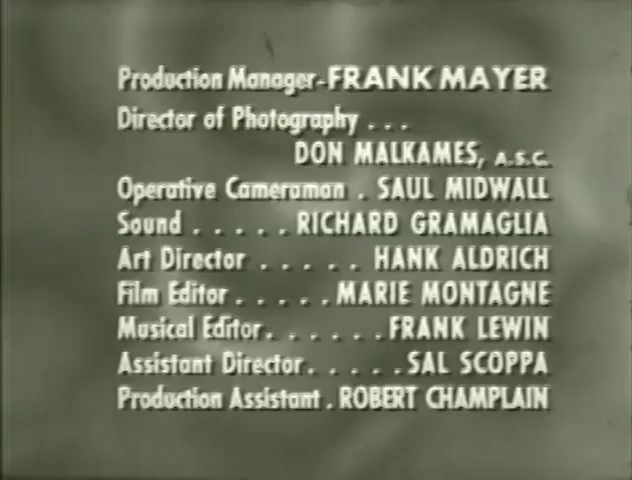 Production Manager-FRANK MAYER
Director of Photography . . .
DON MALKAMES, A.S.C.
Operative Cameraman . SAUL MIDWALL
Sound . . . . . RICHARD GRAMAGLIA
Art Director . . . . . HANK ALDRICH
Film Editor . . . . . MARIE MONTAGNE
Musical Editor . . . . . . FRANK LEWIN
Assistant Director . . . . . SAL SCOPPA
Production Assistant . ROBERT CHAMPLAIN